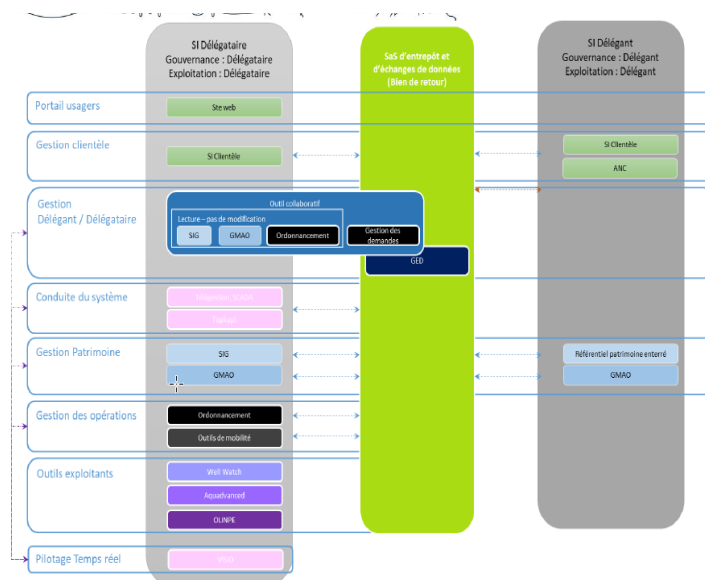 SI Délégataire
Gouvernance : Délégataire
Exploitation : Délégataire
SaS d'entrepôt et
d'échanges de données
(Bien de retour)
SI Délégant
Gouvernance : Délégant
Exploitation : Délégant
Portail usagers
Site web
Gestion clientèle
SI Clientèle
SI Clientèle
ANC
Gestion
Délégant / Délégataire
Outil collaboratif
Lecture – pas de modification
SIG
GMAO
Ordonnancement
Gestion des
demandes
GED
Conduite du système
Gestion Patrimoine
SIG
Référentiel patrimoine enterré
GMAO
GMAO
Gestion des opérations
Ordonnancement
Outils de mobilité
Outils exploitants
Well Watch
Aquadvanced
OLINPE
Pilotage Temps réel